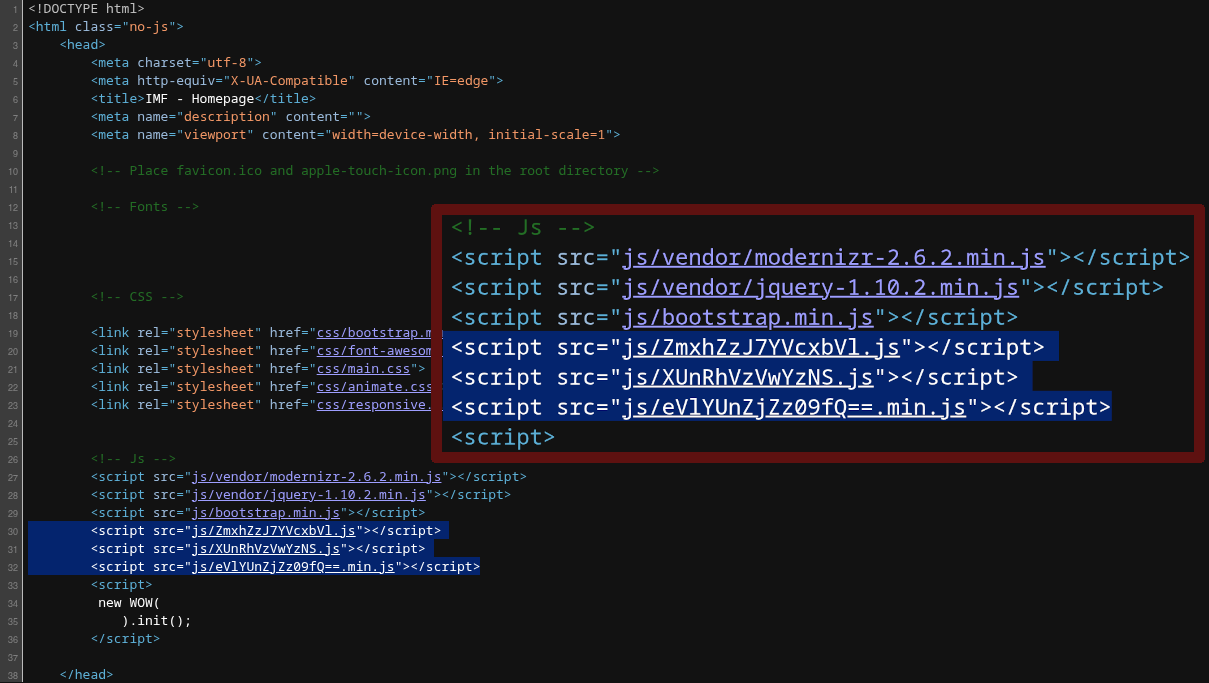 1 <!DOCTYPE html>
2 <html class="no-js">
3 <head>
4 <meta charset="utf-8">
5 <meta http-equiv="X-UA-Compatible" content="IE=edge">
6 <title>IMF - Homepage</title>
7 <meta name="description" content="">
8 <meta name="viewport" content="width=device-width, initial-scale=1">
9
10 <!-- Place favicon.ico and apple-touch-icon.png in the root directory -->
11
12 <!-- Fonts -->
13
14
15
16
17 <!-- CSS -->
18
19 <link rel="stylesheet" href="css/bootstrap.m
20 <link rel="stylesheet" href="css/font-awesom
21 <link rel="stylesheet" href="css/main.css">
22 <link rel="stylesheet" href="css/animate.css
23 <link rel="stylesheet" href="css/responsive.
24
25
26 <!-- Js -->
27 <script src="js/vendor/modernizr-2.6.2.min.js"></script>
28 <script src="js/vendor/jquery-1.10.2.min.js"></script>
29 <script src="js/bootstrap.min.js"></script>
30 <script src="js/ZmxhZzJ7YVcxbVl.js"></script>
31 <script src="js/XUnRhVzVwYzNS.js"></script>
32 <script src="js/eVlYUnZjZz09fQ==.min.js"></script>
33 <script>
34 new WOW(
35 ).init();
36 </script>
37
38 </head>
<!-- Js -->
<script src="js/vendor/modernizr-2.6.2.min.js"></script>
<script src="js/vendor/jquery-1.10.2.min.js"></script>
<script src="js/bootstrap.min.js"></script>
<script src="js/ZmxhZzJ7YVcxbVl.js"></script>
<script src="js/XUnRhVzVwYzNS.js"></script>
<script src="js/eVlYUnZjZz09fQ==.min.js"></script>
<script>